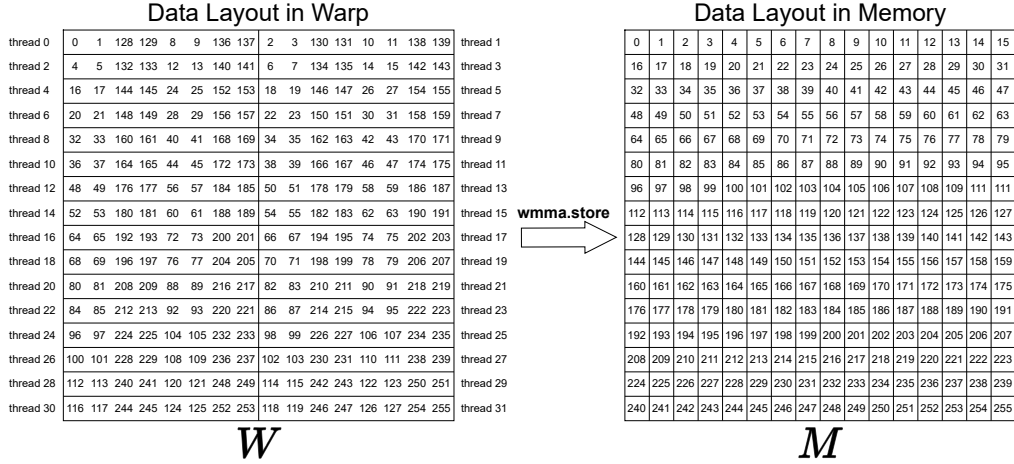 Data Layout in Warp Data Layout in Memory
thread 0 0 1 128 129 8 9 136 137 2 3 130 131 10 11 138 139 thread 1 0 1 2 3 4 5 6 7 8 9 10 11 12 13 14 15
thread 2 4 5 132 133 12 13 140 141 6 7 134 135 14 15 142 143 thread 3 16 17 18 19 20 21 22 23 24 25 26 27 28 29 30 31
thread 4 16 17 144 145 24 25 152 153 18 19 146 147 26 27 154 155 thread 5 32 33 34 35 36 37 38 39 40 41 42 43 44 45 46 47
thread 6 20 21 148 149 28 29 156 157 22 23 150 151 30 31 158 159 thread 7 48 49 50 51 52 53 54 55 56 57 58 59 60 61 62 63
thread 8 32 33 160 161 40 41 168 169 34 35 162 163 42 43 170 171 thread 9 64 65 66 67 68 69 70 71 72 73 74 75 76 77 78 79
thread 10 36 37 164 165 44 45 172 173 38 39 166 167 46 47 174 175 thread 11 80 81 82 83 84 85 86 87 88 89 90 91 92 93 94 95
thread 12 48 49 176 177 56 57 184 185 50 51 178 179 58 59 186 187 thread 13 96 97 98 99 100 101 102 103 104 105 106 107 108 109 111 111
thread 14 52 53 180 181 60 61 188 189 54 55 182 183 62 63 190 191 thread 15 wmma.store 112 113 114 115 116 117 118 119 120 121 122 123 124 125 126 127
thread 16 64 65 192 193 72 73 200 201 66 67 194 195 74 75 202 203 thread 17 128 129 130 131 132 133 134 135 136 137 138 139 140 141 142 143
thread 18 68 69 196 197 76 77 204 205 70 71 198 199 78 79 206 207 thread 19 144 145 146 147 148 149 150 151 152 153 154 155 156 157 158 159
thread 20 80 81 208 209 88 89 216 217 82 83 210 211 90 91 218 219 thread 21 160 161 162 163 164 165 166 167 168 169 170 171 172 173 174 175
thread 22 84 85 212 213 92 93 220 221 86 87 214 215 94 95 222 223 thread 23 176 177 178 179 180 181 182 183 184 185 186 187 188 189 190 191
thread 24 96 97 224 225 104 105 232 233 98 99 226 227 106 107 234 235 thread 25 192 193 194 195 196 197 198 199 200 201 202 203 204 205 206 207
thread 26 100 101 228 229 108 109 236 237 102 103 230 231 110 111 238 239 thread 27 208 209 210 211 212 213 214 215 216 217 218 219 220 221 222 223
thread 28 112 113 240 241 120 121 248 249 114 115 242 243 122 123 250 251 thread 29 224 225 226 227 228 229 230 231 232 233 234 235 236 237 238 239
thread 30 116 117 244 245 124 125 252 253 118 119 246 247 126 127 254 255 thread 31 240 241 242 243 244 245 246 247 248 249 250 251 252 253 254 255
W M